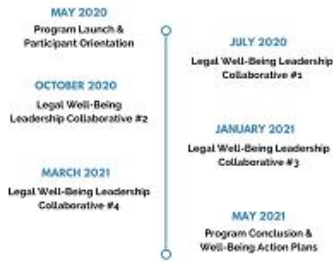 MAY 2020
Program Launch &
Participant Orientation
JULY 2020
Legal Well-Being Leadership
Collaborative #1
OCTOBER 2020
Legal Well-Being
Leadership Collaborative #2
JANUARY 2021
Legal Well-Being Leadership
Collaborative #3
MARCH 2021
Legal Well-Being Leadership
Collaborative #4
MAY 2021
Program Conclusion &
Well-Being Action Plans